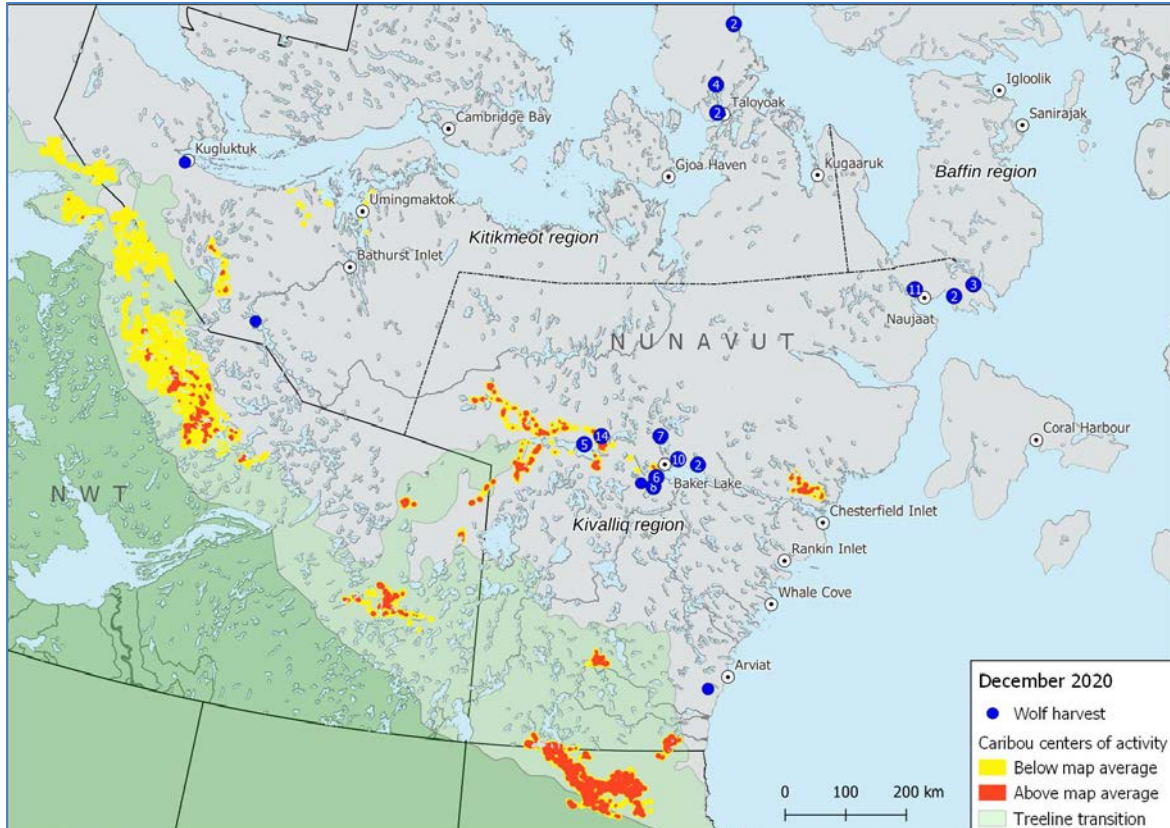 2
4
Taloyoak
2
Igloolik
Sanirajak
Cambridge Bay
Kugluktuk
Gjoa Haven
Kugaaruk
Baffin region
Umingmaktok
Kitikmeot region
Bathurst Inlet
11
3
2
Naujaat
NUNAVUT
14
5
7
10
2
6
8
Baker Lake
Coral Harbour
NWT
Kivalliq region
Chesterfield Inlet
Rankin Inlet
Whale Cove
Arviat
December 2020
Wolf harvest
Caribou centers of activity
Below map average
Above map average
Treeline transition
0 100 200 km